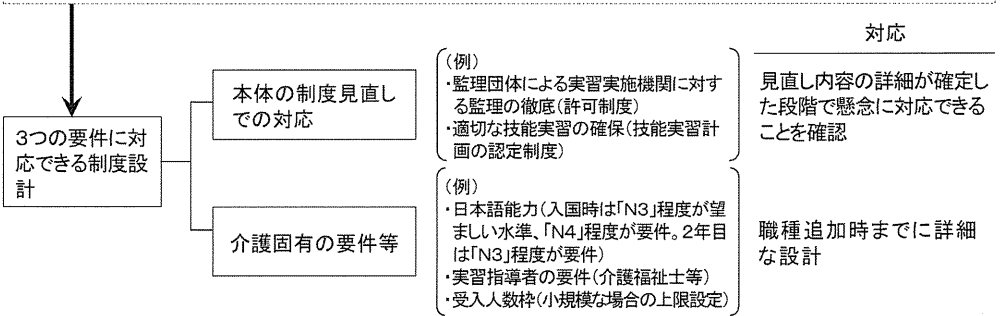 3つの要件に対
応できる制度設
計
本体の制度見直し
での対応
(例)
・監理団体による実習実施機関に対す
る監理の徹底(許可制度)
・適切な技能実習の確保(技能実習計
画の認定制度)
対応
見直し内容の詳細が確定し
た段階で懸念に対応できる
ことを確認
介護固有の要件等
(例)
・日本語能力(入国時は「N3」程度が望
ましい水準、「N4」程度が要件。2年目
は「N3」程度が要件)
・実習指導者の要件(介護福祉士等)
・受入人数枠(小規模な場合の上限設定)
職種追加時までに詳細
な設計